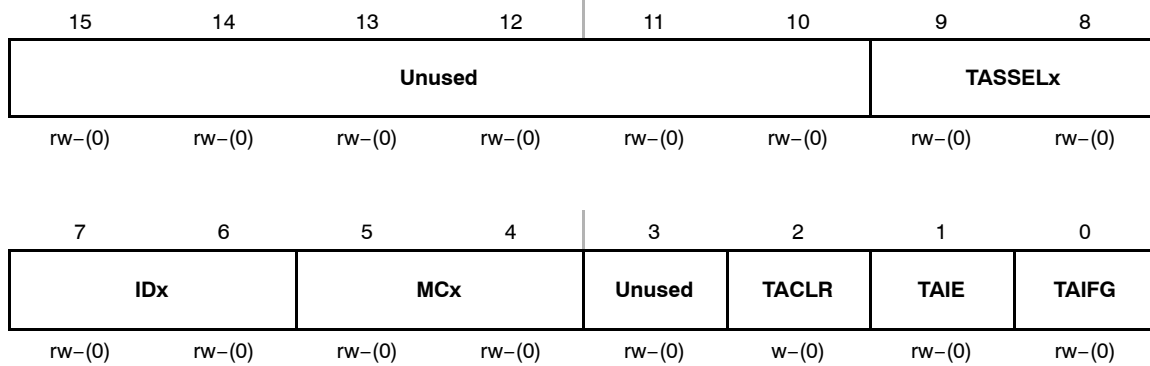 15 14 13 12 11 10 9 8
Unused TASSELx
rw−(0) rw−(0) rw−(0) rw−(0) rw−(0) rw−(0) rw−(0) rw−(0)
7 6 5 4 3 2 1 0
IDx MCx Unused TACLR TAIE TAIFG
rw−(0) rw−(0) rw−(0) rw−(0) rw−(0) w−(0) rw−(0) rw−(0)